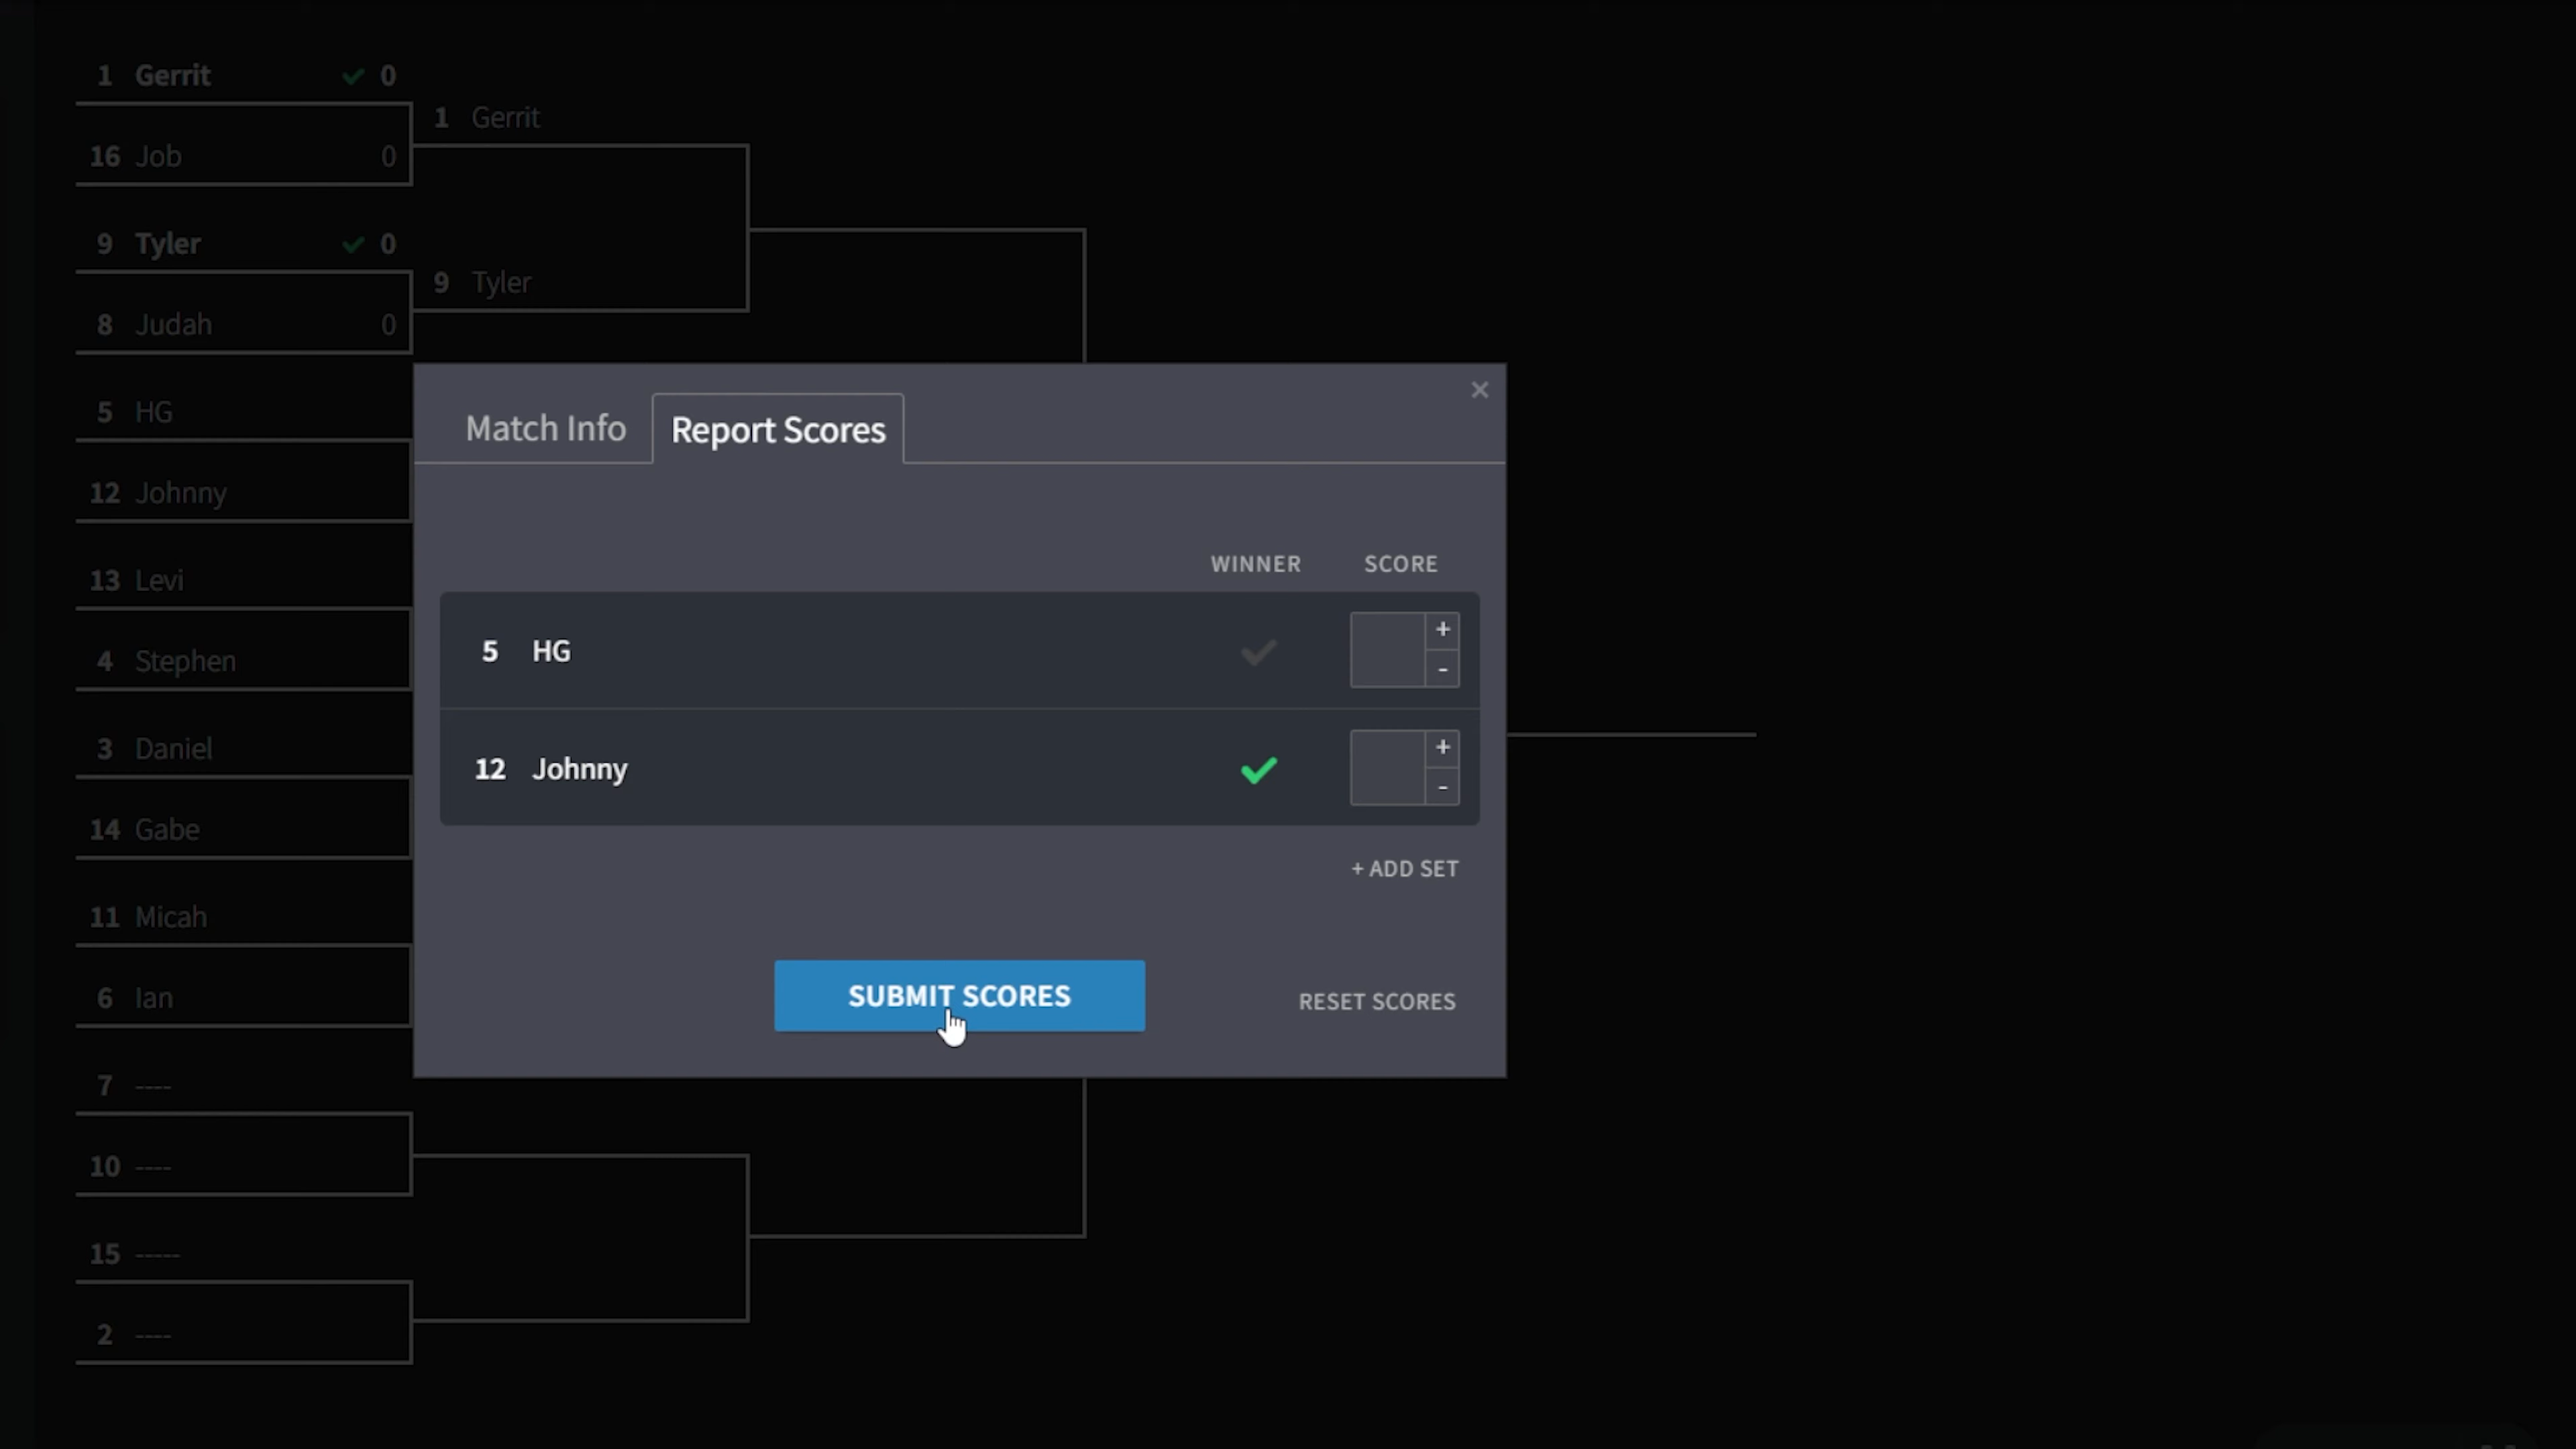 1 Gerrit ✔ 0
16 Job 0
1 Gerrit
9 Tyler ✔ 0
8 Judah 0
9 Tyler
5 HG
12 Johnny
13 Levi
4 Stephen
3 Daniel
14 Gabe
11 Micah
6 Ian
7 ----
10 ----
15 -----
2 ----
×
Match Info Report Scores
WINNER SCORE
5 HG ✔ + -
12 Johnny ✔ + -
+ ADD SET
SUBMIT SCORES
RESET SCORES